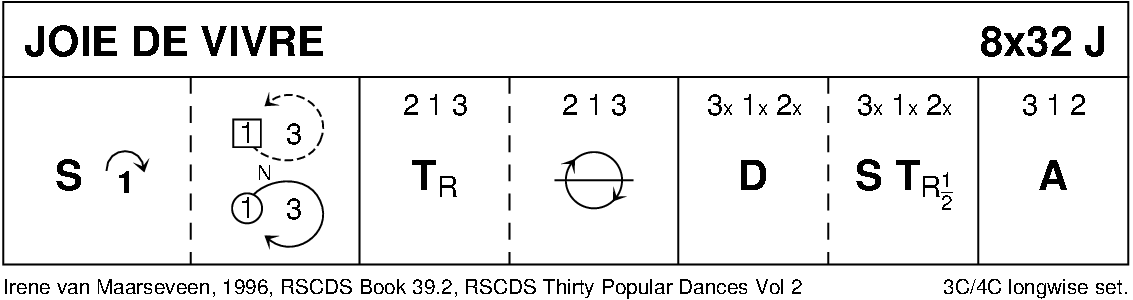 JOIE DE VIVRE 8x32 J
2 1 3 2 1 3 3x 1x 2x 3x 1x 2x 3 1 2
1 3
S 1 N TR D S TR½ A
1 3
Irene van Maarseveen, 1996, RSCDS Book 39.2, RSCDS Thirty Popular Dances Vol 2 3C/4C longwise set.